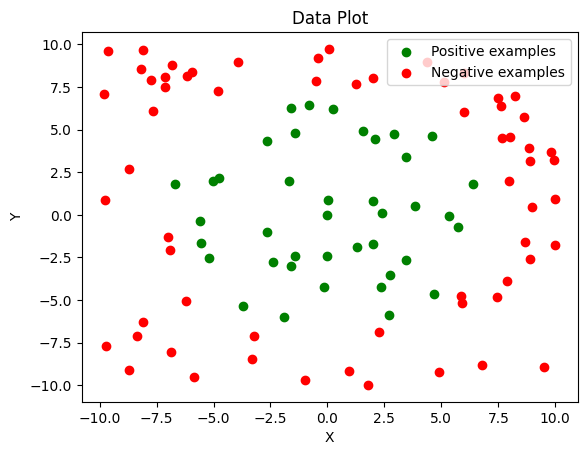 Data Plot
Positive examples
Negative examples
10.0
7.5
5.0
2.5
0.0
−2.5
−5.0
−7.5
−10.0
Y
−10.0 −7.5 −5.0 −2.5 0.0 2.5 5.0 7.5 10.0
X